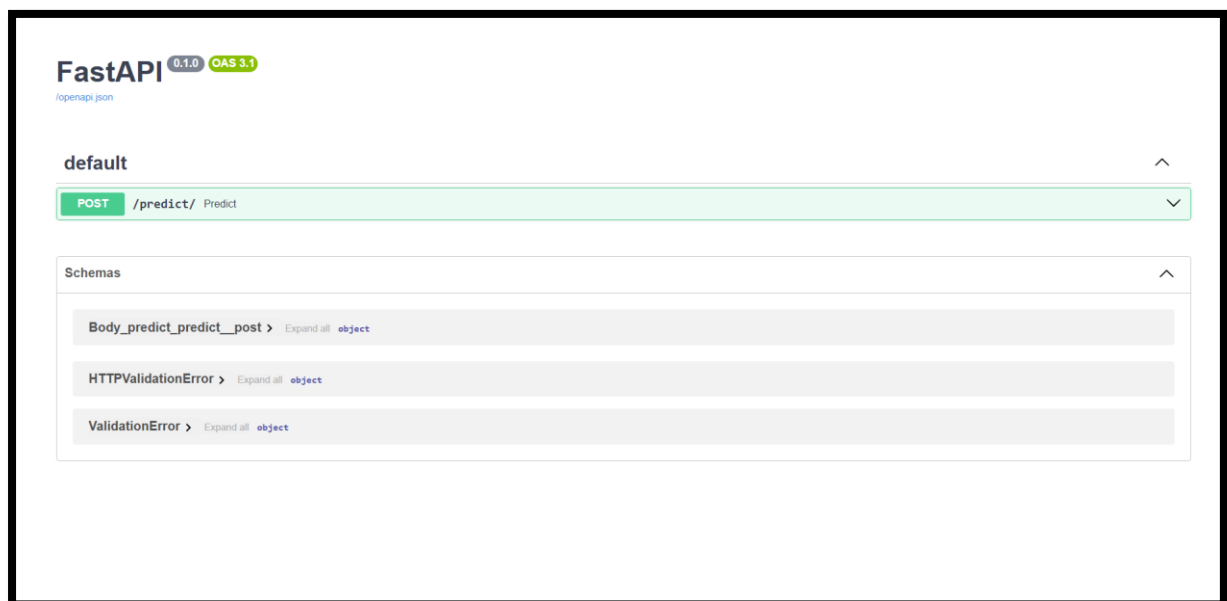 FastAPI 0.1.0 OAS 3.1
/openapi.json
default
POST /predict/ Predict
Schemas
Body_predict_predict__post > Expand all object
HTTPValidationError > Expand all object
ValidationError > Expand all object